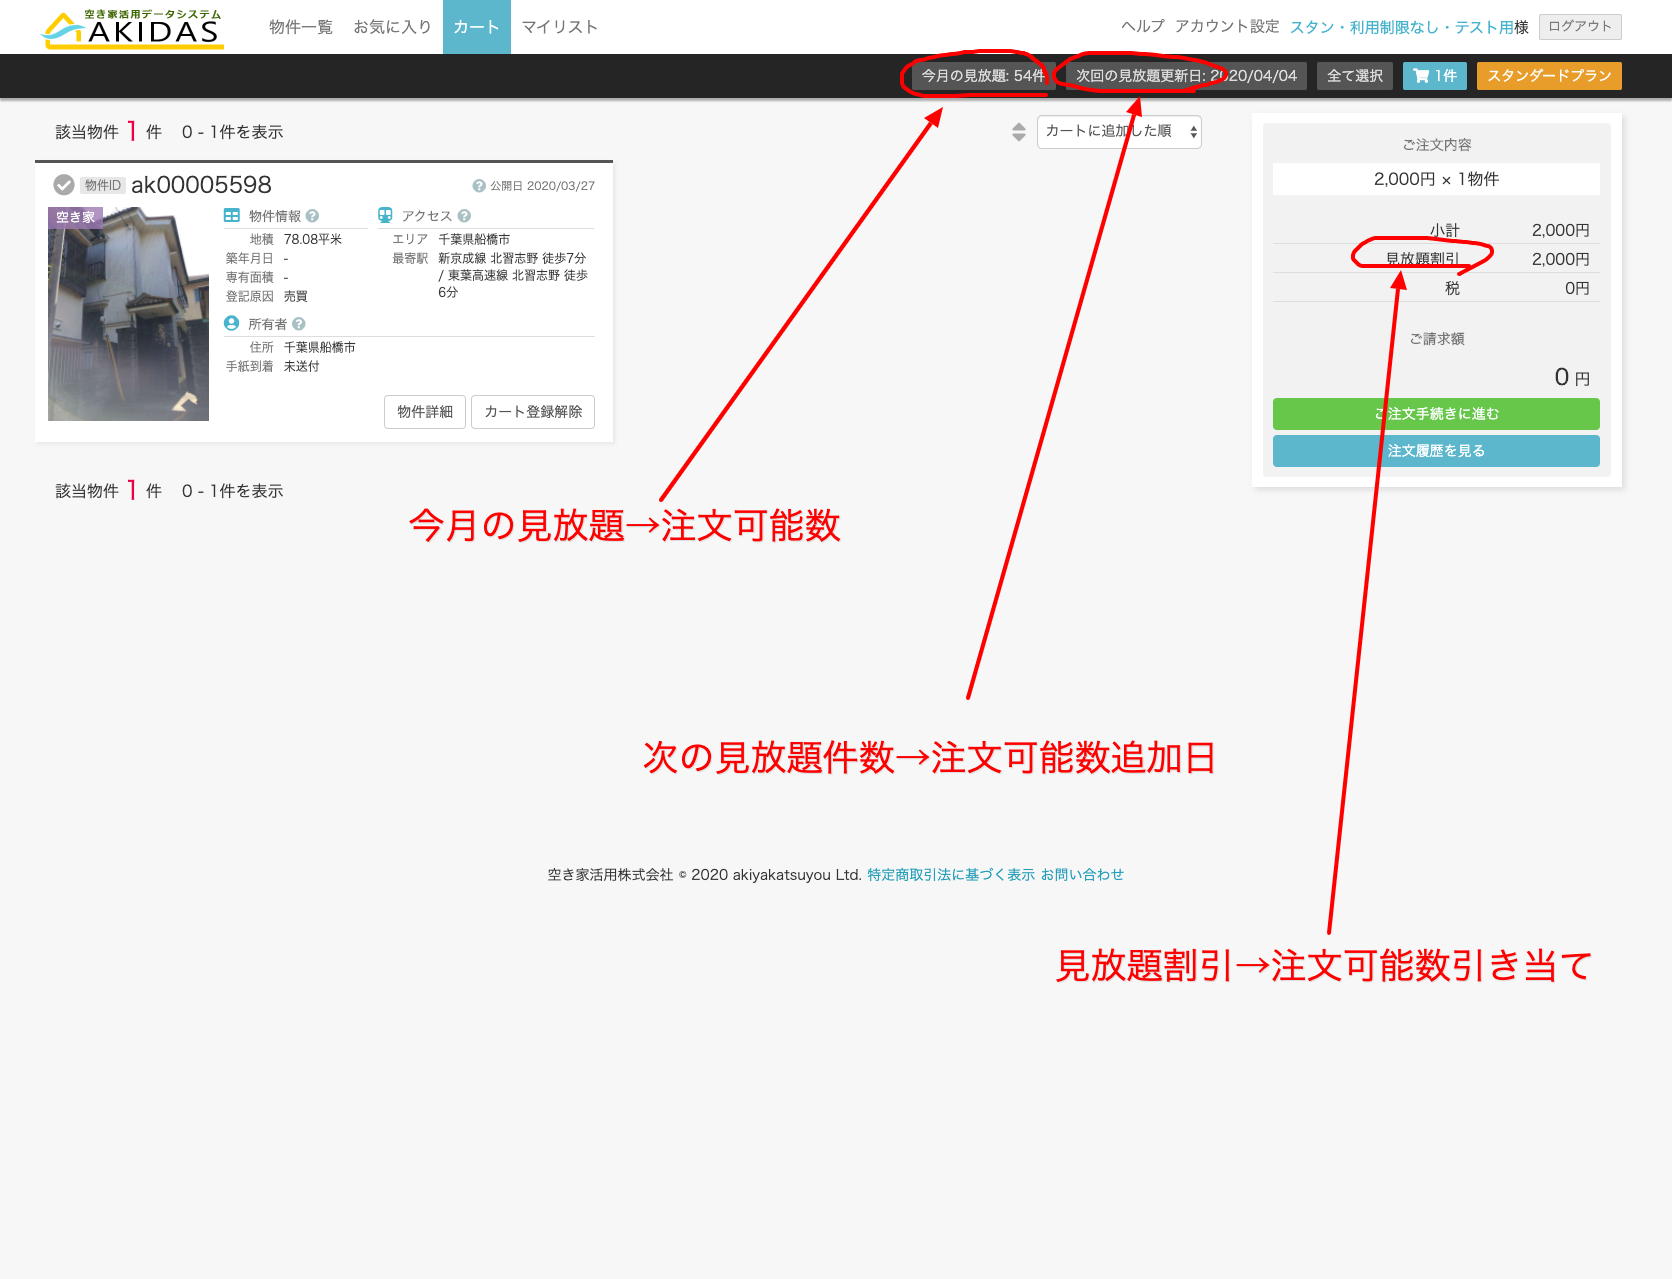 空き家活用データシステム
AKIDAS
物件一覧 お気に入り カート マイリスト
ヘルプ アカウント設定 スタン・利用制限なし・テスト用様 ログアウト
今月の見放題: 54件 次回の見放題更新日: 2020/04/04 全て選択 1件 スタンダードプラン
該当物件 1 件 0 - 1件を表示
カートに追加した順
物件ID ak00005598
公開日 2020/03/27
空き家
物件情報
地積 78.08平米
築年月日 -
専有面積 -
登記原因 売買
アクセス
エリア 千葉県船橋市
最寄駅 新京成線 北習志野 徒歩7分
/ 東葉高速線 北習志野 徒歩
6分
所有者
住所 千葉県船橋市
手紙到着 未送付
物件詳細 カート登録解除
ご注文内容
2,000円 × 1物件
小計 2,000円
見放題割引 2,000円
税 0円
ご請求額
0 円
ご注文手続きに進む
注文履歴を見る
該当物件 1 件 0 - 1件を表示
今月の見放題→注文可能数
次の見放題件数→注文可能数追加日
空き家活用株式会社 © 2020 akiyakatsuyou Ltd. 特定商取引法に基づく表示 お問い合わせ
見放題割引→注文可能数引き当て